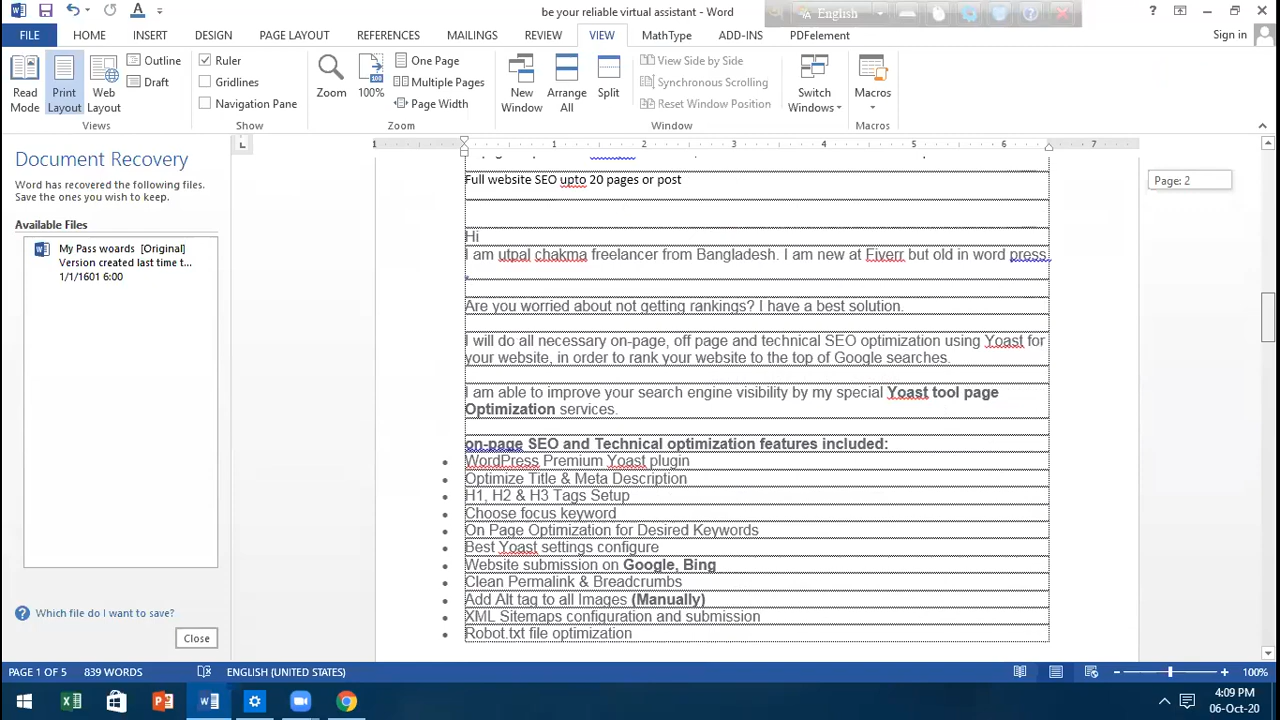 be your reliable virtual assistant - Word
English
FILE HOME INSERT DESIGN PAGE LAYOUT REFERENCES MAILINGS REVIEW VIEW MathType ADD-INS PDFelement Sign in
Read Mode
Print Layout
Web Layout
Outline
Draft
Views
Ruler
Gridlines
Navigation Pane
Show
Zoom
100%
One Page
Multiple Pages
Page Width
Zoom
New Window
Arrange All
Split
View Side by Side
Synchronous Scrolling
Reset Window Position
Window
Switch Windows
Macros
Macros
1 1 2 3 4 5 6 7
Document Recovery
Word has recovered the following files.
Save the ones you wish to keep.
Available Files
My Pass woards [Original]
Version created last time t...
1/1/1601 6:00
Which file do I want to save?
Close
Page: 2
Full website SEO upto 20 pages or post
Hi
I am utpal chakma freelancer from Bangladesh. I am new at Fiverr but old in word press
Are you worried about not getting rankings? I have a best solution.
I will do all necessary on-page, off page and technical SEO optimization using Yoast for
your website, in order to rank your website to the top of Google searches.
I am able to improve your search engine visibility by my special Yoast tool page
Optimization services.
on-page SEO and Technical optimization features included:
• WordPress Premium Yoast plugin
• Optimize Title & Meta Description
• H1, H2 & H3 Tags Setup
• Choose focus keyword
• On Page Optimization for Desired Keywords
• Best Yoast settings configure
• Website submission on Google, Bing
• Clean Permalink & Breadcrumbs
• Add Alt tag to all Images (Manually)
• XML Sitemaps configuration and submission
• Robot.txt file optimization
PAGE 1 OF 5 839 WORDS ENGLISH (UNITED STATES) 100%
4:09 PM
06-Oct-20